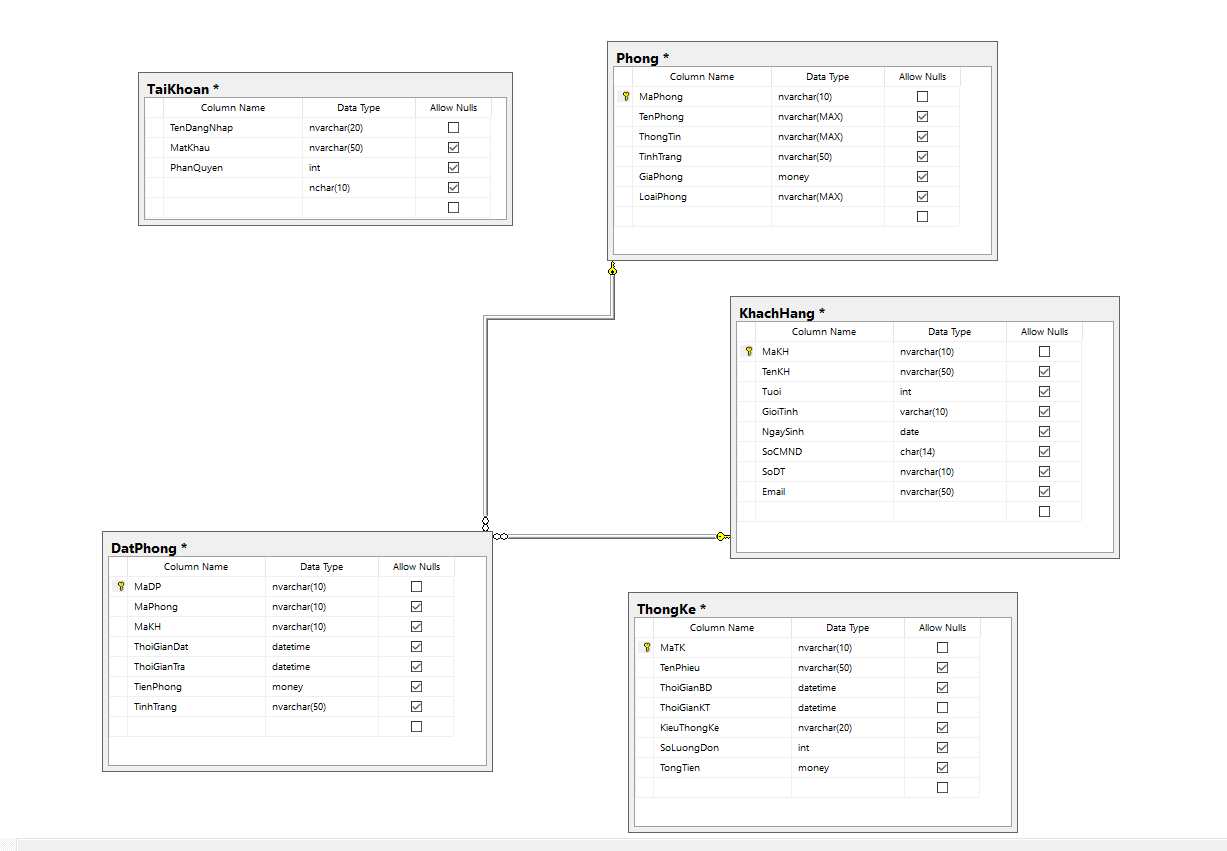 TaiKhoan *
Column Name Data Type Allow Nulls
TenDangNhap nvarchar(20)
MatKhau nvarchar(50)
PhanQuyen int
nchar(10)
Phong *
Column Name Data Type Allow Nulls
MaPhong nvarchar(10)
TenPhong nvarchar(MAX)
ThongTin nvarchar(MAX)
TinhTrang nvarchar(50)
GiaPhong money
LoaiPhong nvarchar(MAX)
KhachHang *
Column Name Data Type Allow Nulls
MaKH nvarchar(10)
TenKH nvarchar(50)
Tuoi int
GioiTinh varchar(10)
NgaySinh date
SoCMND char(14)
SoDT nvarchar(10)
Email nvarchar(50)
DatPhong *
Column Name Data Type Allow Nulls
MaDP nvarchar(10)
MaPhong nvarchar(10)
MaKH nvarchar(10)
ThoiGianDat datetime
ThoiGianTra datetime
TienPhong money
TinhTrang nvarchar(50)
ThongKe *
Column Name Data Type Allow Nulls
MaTK nvarchar(10)
TenPhieu nvarchar(50)
ThoiGianBD datetime
ThoiGianKT datetime
KieuThongKe nvarchar(20)
SoLuongDon int
TongTien money